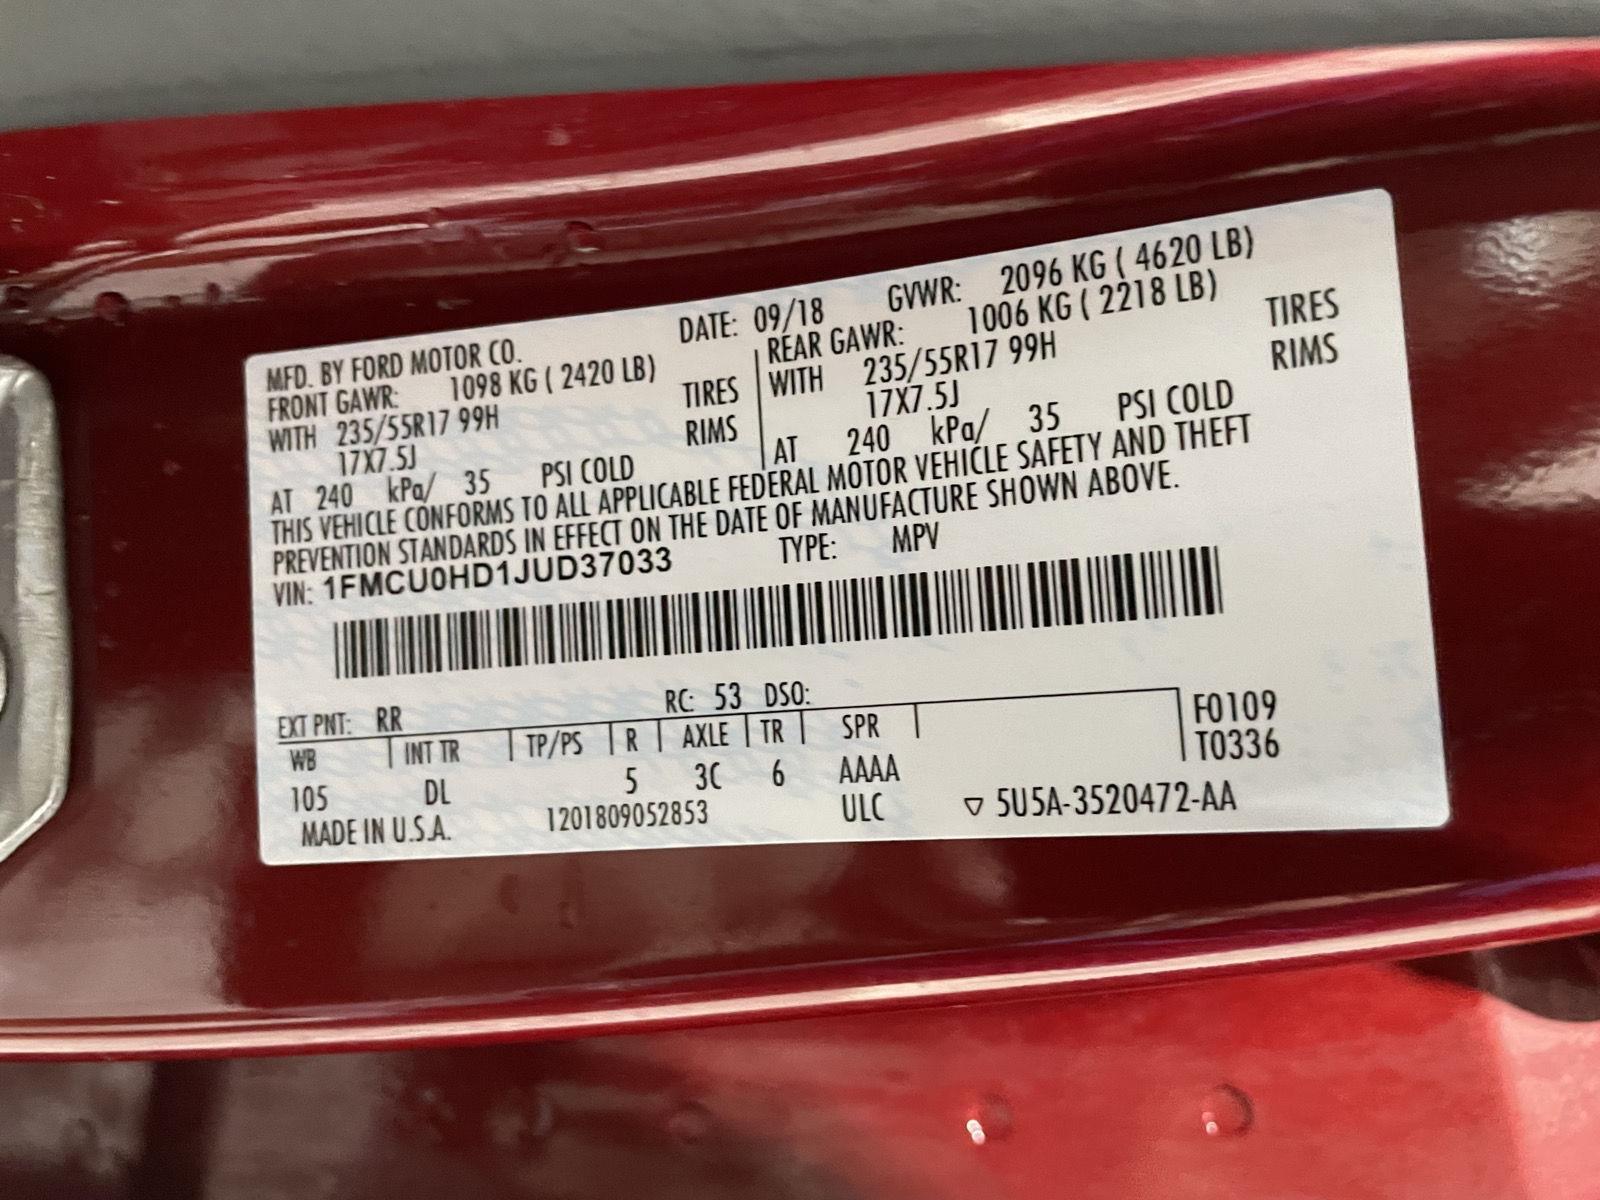 MFD. BY FORD MOTOR CO. DATE: 09/18 GVWR: 2096 KG ( 4620 LB)
FRONT GAWR: 1098 KG ( 2420 LB) REAR GAWR: 1006 KG ( 2218 LB)
WITH 235/55R17 99H TIRES WITH 235/55R17 99H TIRES
17X7.5J RIMS 17X7.5J RIMS
AT 240 kPa/ 35 PSI COLD AT 240 kPa/ 35 PSI COLD
THIS VEHICLE CONFORMS TO ALL APPLICABLE FEDERAL MOTOR VEHICLE SAFETY AND THEFT
PREVENTION STANDARDS IN EFFECT ON THE DATE OF MANUFACTURE SHOWN ABOVE.
VIN: 1FMCU0HD1JUD37033 TYPE: MPV
EXT PNT: RR RC: 53 DSO: F0109
WB INT TR TP/PS R AXLE TR SPR T0336
105 DL 5 3C 6 AAAA
MADE IN U.S.A. 1201809052853 ULC ▽ 5U5A-3520472-AA